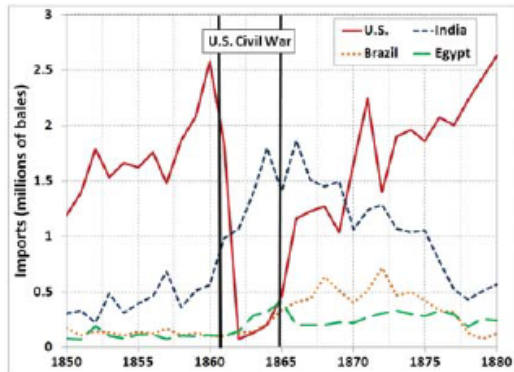 3
U.S.
India
Brazil
Egypt
U.S. Civil War
2.5
2
1.5
1
0.5
0
Imports (millions of bales)
1850 1855 1860 1865 1870 1875 1880